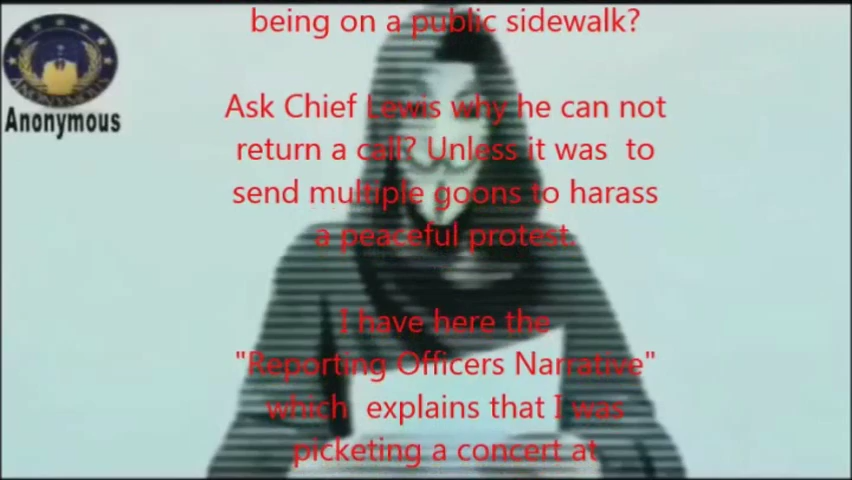 being on a public sidewalk?
ANONYMOUS
Anonymous
Ask Chief Lewis why he can not
return a call? Unless it was to
send multiple goons to harass
a peaceful protest.
I have here the
"Reporting Officers Narrative"
which explains that I was
picketing a concert at